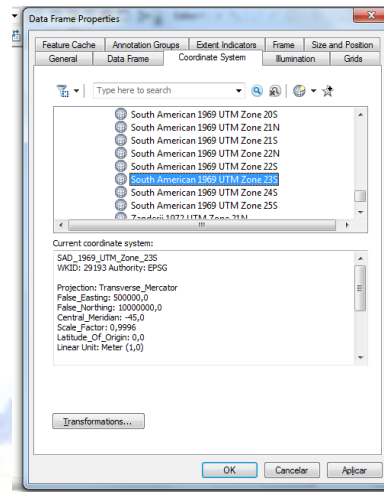 Data Frame Properties
Feature Cache Annotation Groups Extent Indicators Frame Size and Position
General Data Frame Coordinate System Illumination Grids
Type here to search
South American 1969 UTM Zone 20S
South American 1969 UTM Zone 21N
South American 1969 UTM Zone 21S
South American 1969 UTM Zone 22N
South American 1969 UTM Zone 22S
South American 1969 UTM Zone 23S
South American 1969 UTM Zone 24S
South American 1969 UTM Zone 25S
Zanderij 1972 UTM Zone 21N
Current coordinate system:
SAD_1969_UTM_Zone_23S
WKID: 29193 Authority: EPSG
Projection: Transverse_Mercator
False_Easting: 500000,0
False_Northing: 10000000,0
Central_Meridian: -45,0
Scale_Factor: 0,9996
Latitude_Of_Origin: 0,0
Linear Unit: Meter (1,0)
Transformations...
OK Cancelar Aplicar